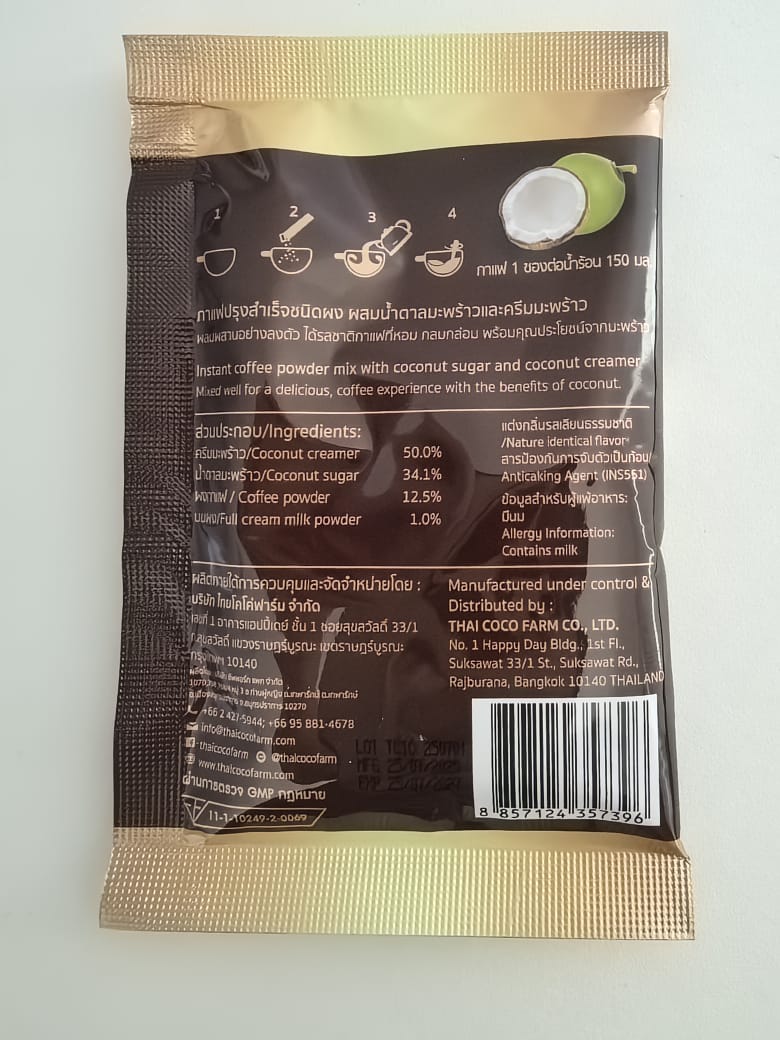 1 2 3 4
กาแฟ 1 ซองต่อน้ำร้อน 150 มล
กาแฟปรุงสำเร็จชนิดผง ผสมน้ำตาลมะพร้าวและครีมมะพร้าว
ผสมผสานอย่างลงตัว ได้รสชาติกาแฟที่หอม กลมกล่อม พร้อมคุณประโยชน์จากมะพร้าว
Instant coffee powder mix with coconut sugar and coconut creamer
Mixed well for a delicious, coffee experience with the benefits of coconut.
ส่วนประกอบ/Ingredients:
ครีมมะพร้าว/Coconut creamer 50.0%
น้ำตาลมะพร้าว/Coconut sugar 34.1%
ผงกาแฟ / Coffee powder 12.5%
นมผง/Full cream milk powder 1.0%
แต่งกลิ่นรสเลียนธรรมชาติ
/Nature identical flavor
สารป้องกันการจับตัวเป็นก้อน/
Anticaking Agent (INS551)
ข้อมูลสำหรับผู้แพ้อาหาร:
มีนม
Allergy Information:
Contains milk
ผลิตภายใต้การควบคุมและจัดจำหน่ายโดย :
บริษัท ไทยโคโค่ฟาร์ม จำกัด
เลขที่ 1 อาคารแฮปปี้เดย์ ชั้น 1 ซอยสุขสวัสดิ์ 33/1
ถ.สุขสวัสดิ์ แขวงราษฎร์บูรณะ เขตราษฎร์บูรณะ
กรุงเทพฯ 10140
จ.สมุทรปราการ 10270
+66 2 427-5944; +66 95 881-4678
info@thaicocofarm.com
thaicocofarm @thaicocofarm
www.thaicocofarm.com
ผ่านการตรวจ GMP กฎหมาย
11-1-10249-2-0069
Manufactured under control &
Distributed by :
THAI COCO FARM CO., LTD.
No. 1 Happy Day Bldg., 1st Fl.,
Suksawat 33/1 St., Suksawat Rd.,
Rajburana, Bangkok 10140 THAILAND
LOT
MFG 25/07/2025
EXP 25/07/2027
8 857124 357396